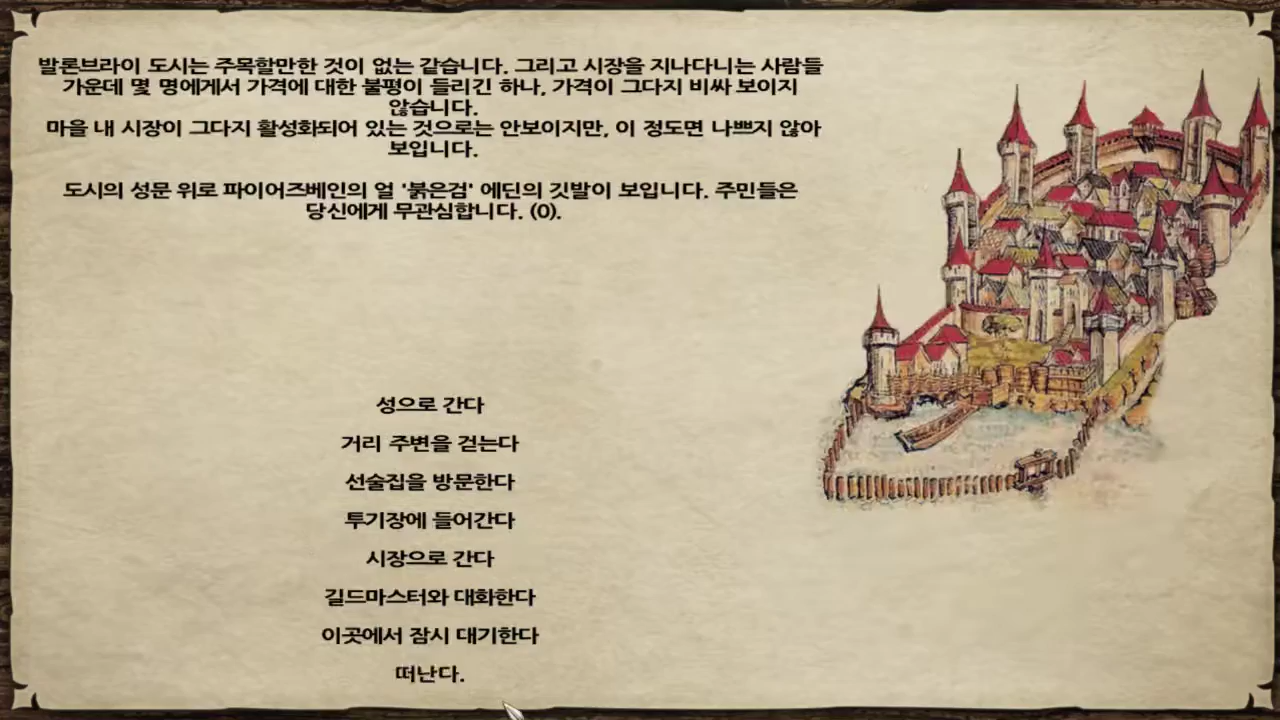 발론브라이 도시는 주목할만한 것이 없는 같습니다. 그리고 시장을 지나다니는 사람들
가운데 몇 명에게서 가격에 대한 불평이 들리긴 하나, 가격이 그다지 비싸 보이지
않습니다.
마을 내 시장이 그다지 활성화되어 있는 것으로는 안보이지만, 이 정도면 나쁘지 않아
보입니다.
도시의 성문 위로 파이어즈베인의 얼 '붉은검' 에딘의 깃발이 보입니다. 주민들은
당신에게 무관심합니다. (0).
성으로 간다
거리 주변을 걷는다
선술집을 방문한다
투기장에 들어간다
시장으로 간다
길드마스터와 대화한다
이곳에서 잠시 대기한다
떠난다.